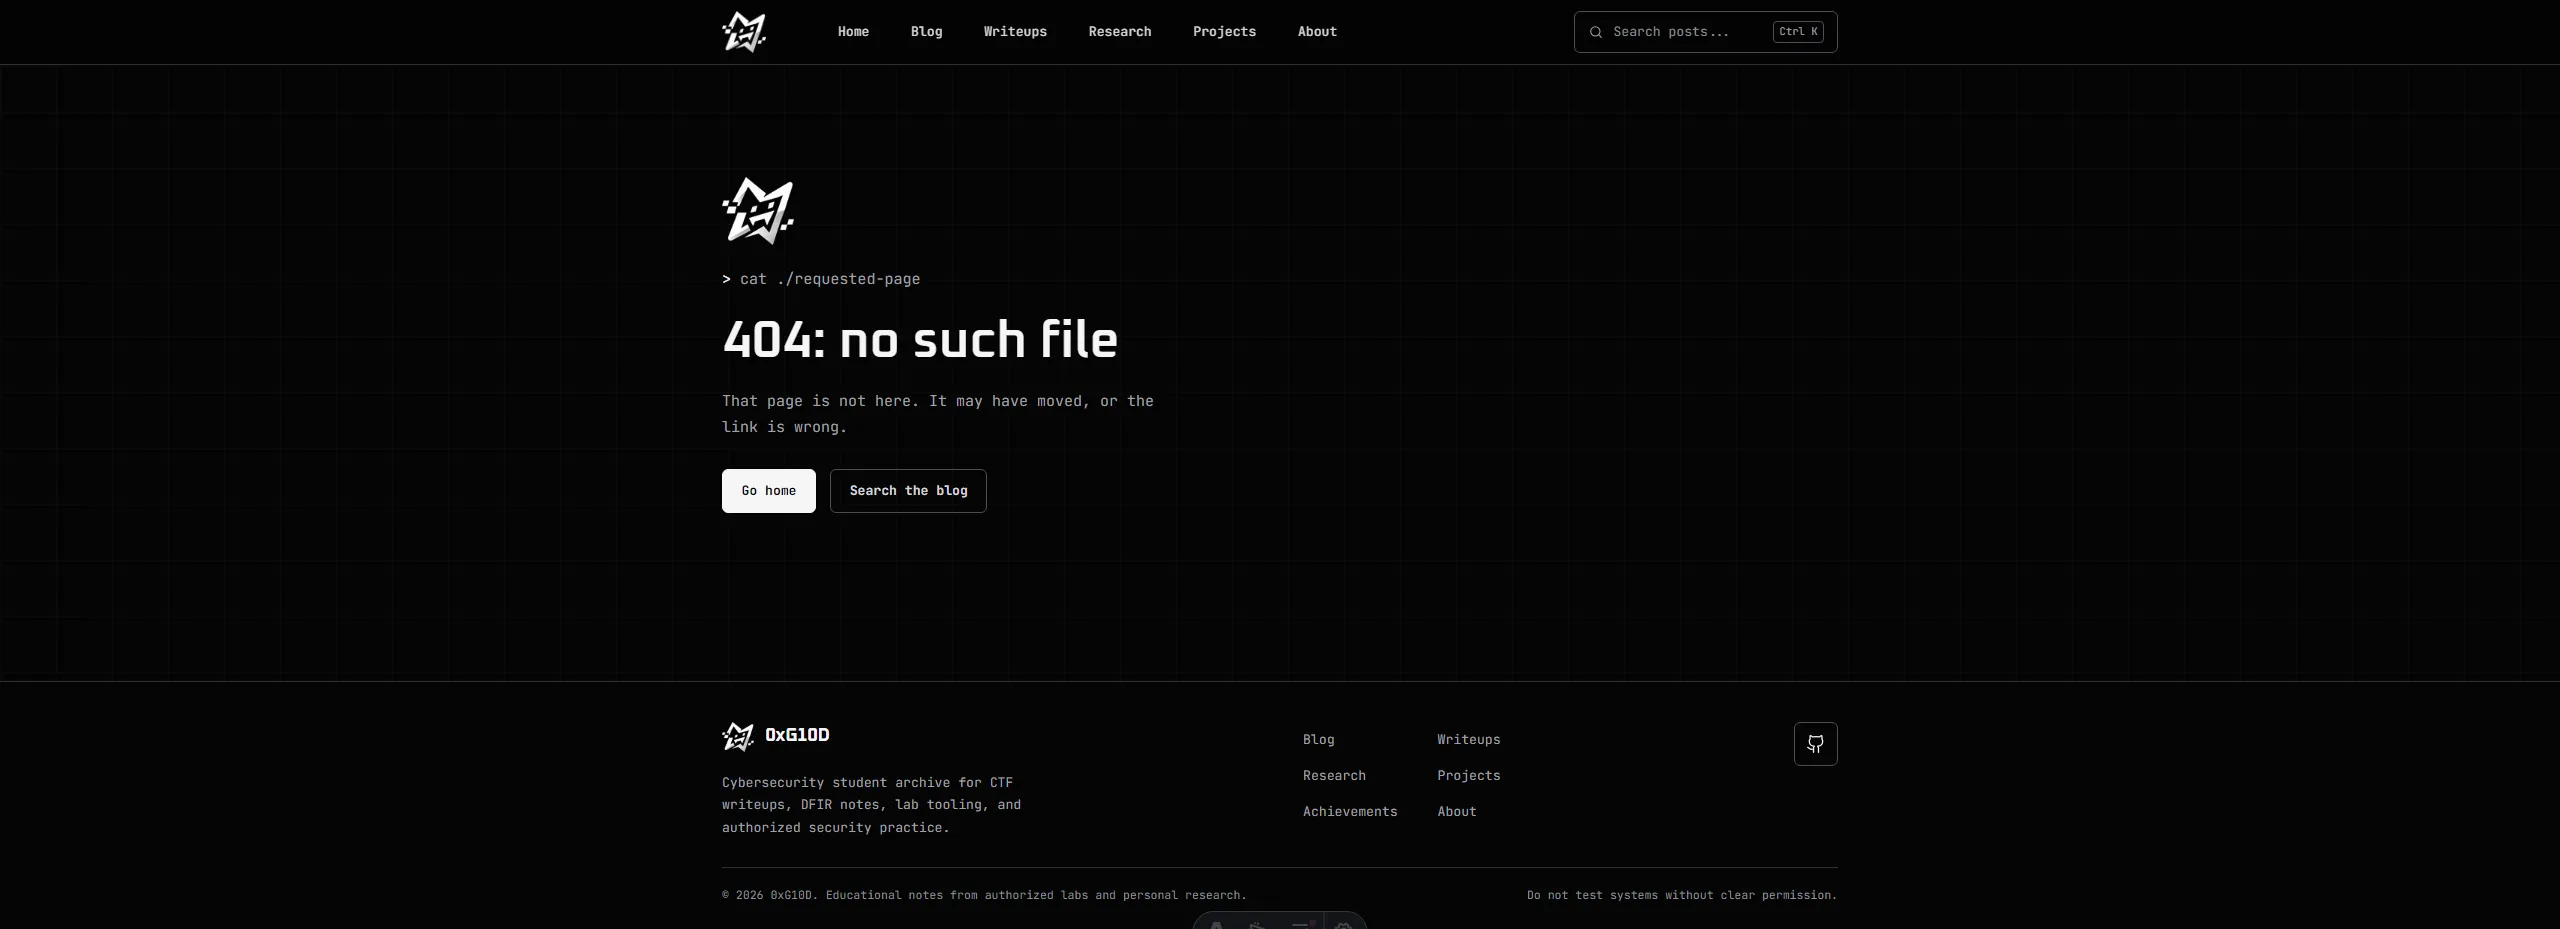 Home Blog Writeups Research Projects About Search posts... Ctrl K
> cat ./requested-page
404: no such file
That page is not here. It may have moved, or the
link is wrong.
Go home Search the blog
0xG10D
Cybersecurity student archive for CTF
writeups, DFIR notes, lab tooling, and
authorized security practice.
Blog Writeups
Research Projects
Achievements About
© 2026 0xG10D. Educational notes from authorized labs and personal research.
Do not test systems without clear permission.